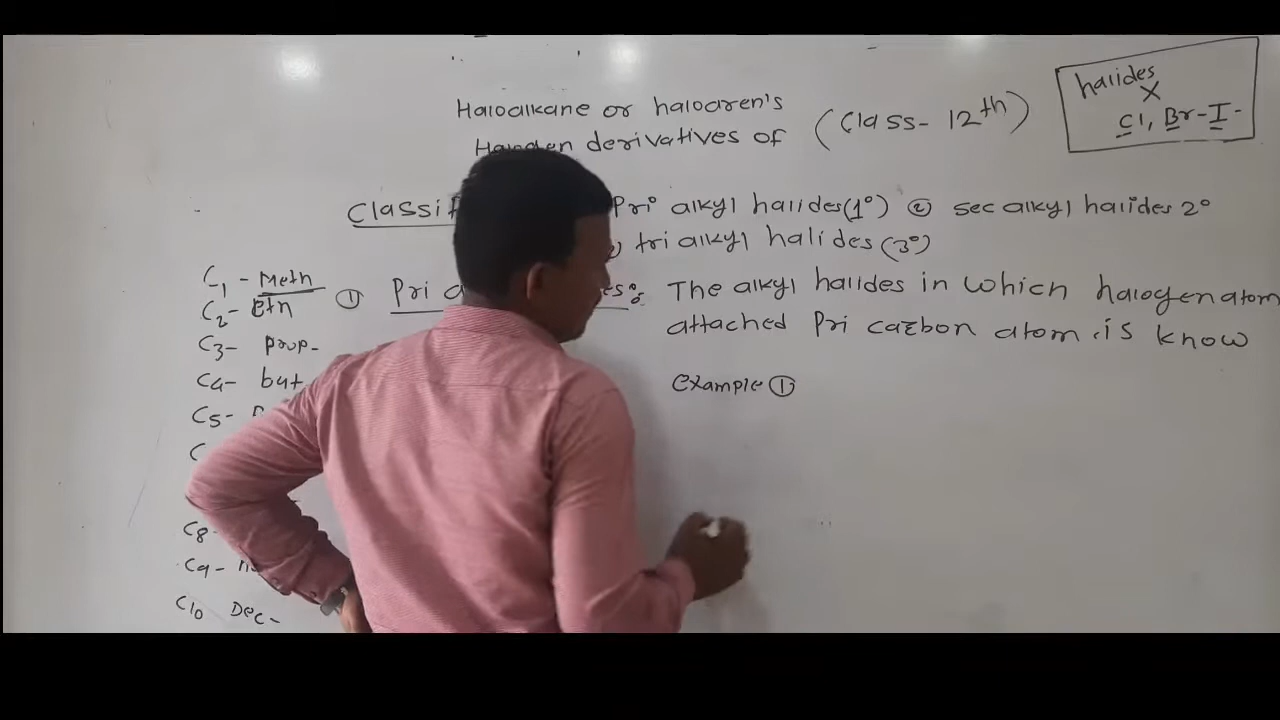 Haloalkane or haloaren's
derivatives of (Class- 12th)
halides
X
Cl, Br-I-
Pri alkyl halides(1°) ② sec alkyl halides 2°
tri alkyl halides (3°)
① Pri
The alkyl halides in which halogen atom
attached Pri carbon atom is know
Example ①
C1 - Meth
C2 - Eth
C3 - prop-
C4 - but
C5 -
C8 -
C9 -
C10 Dec-